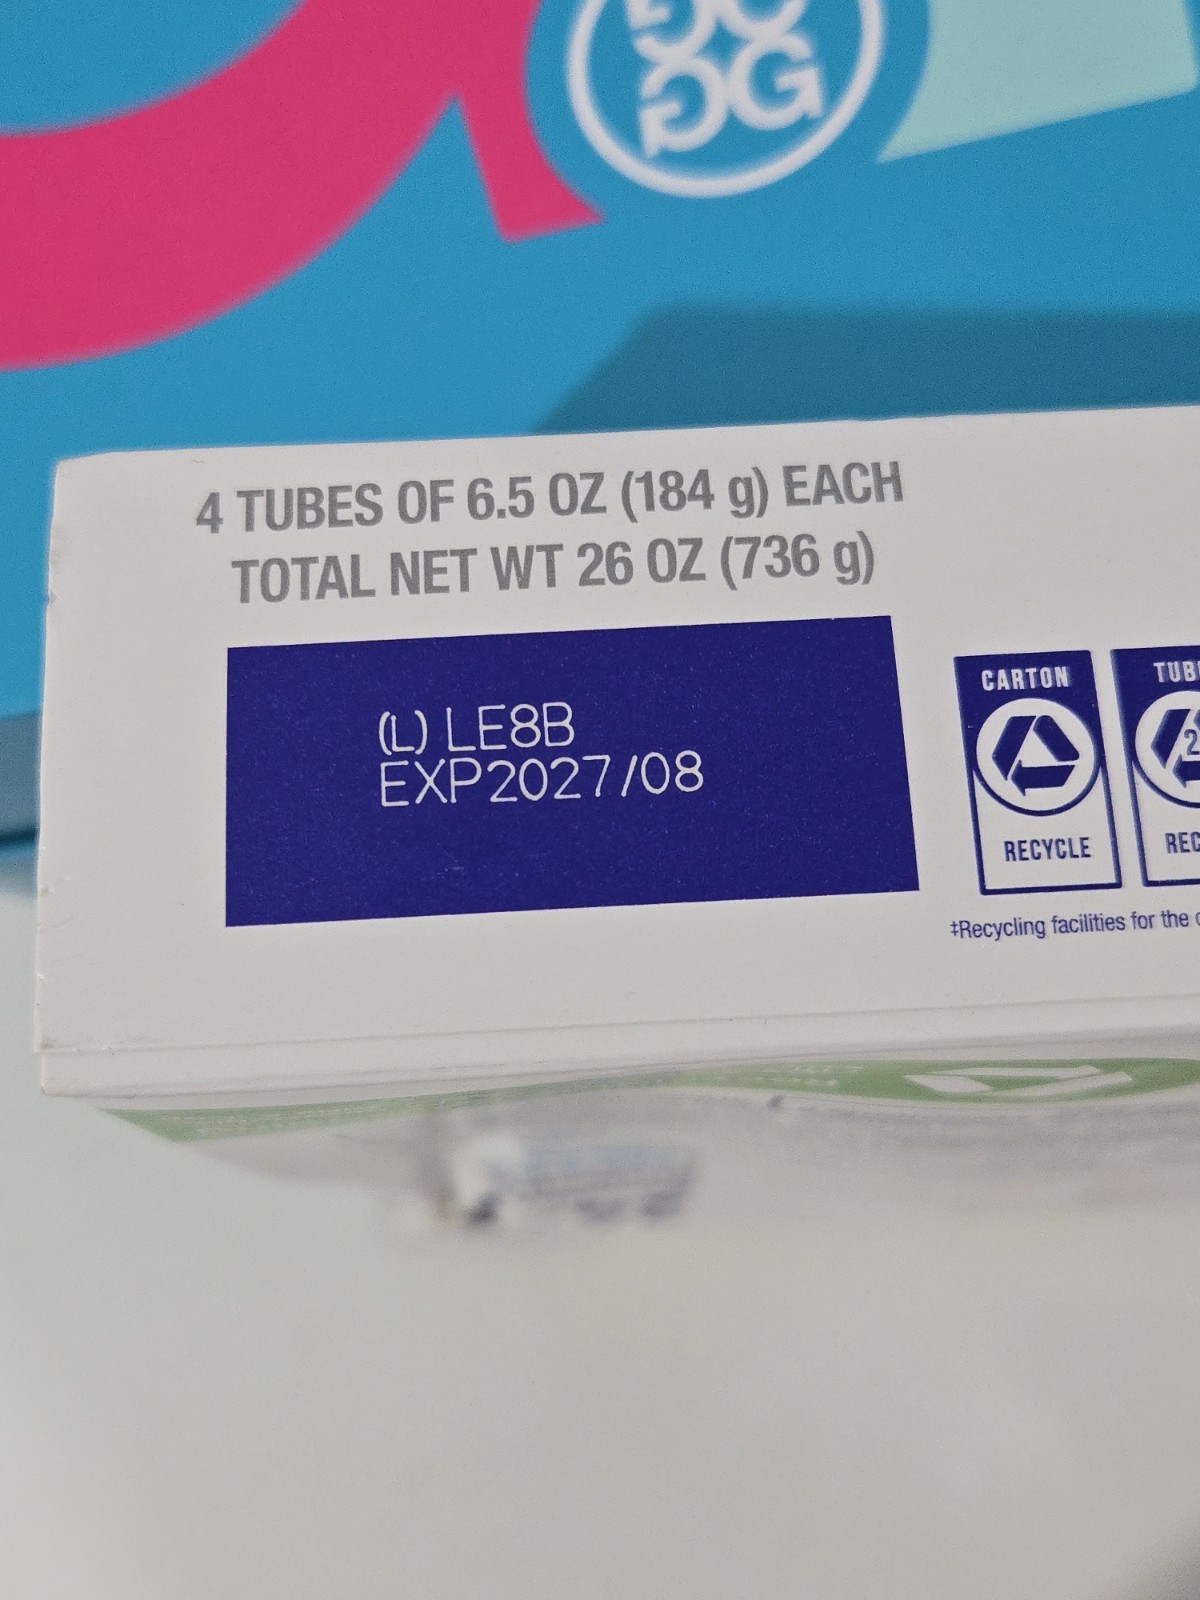 4 TUBES OF 6.5 OZ (184 g) EACH
TOTAL NET WT 26 OZ (736 g)
(L) LE8B
EXP2027/08
CARTON
RECYCLE
‡Recycling facilities for the